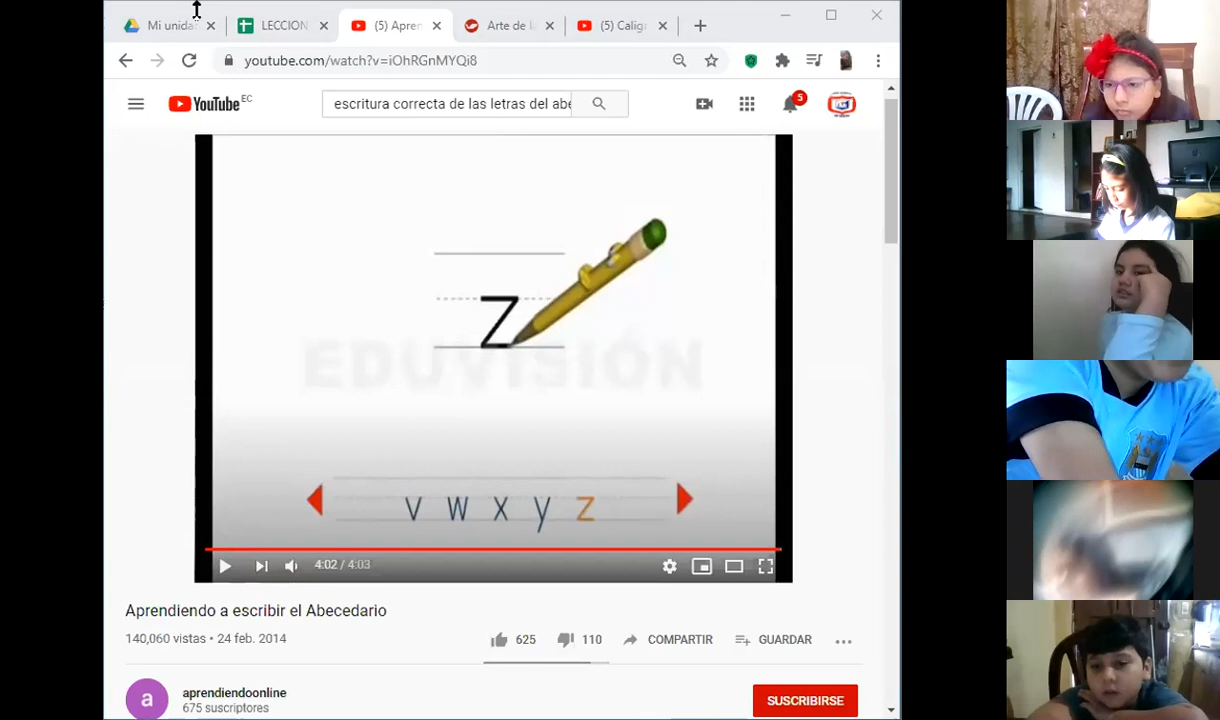 Mi unida
LECCION
(5) Apren
Arte de l
(5) Calig
youtube.com/watch?v=iOhRGnMYQi8
YouTube EC
escritura correcta de las letras del abe
5
z
EDUVISIÓN
v w x y z
4:02 / 4:03
Aprendiendo a escribir el Abecedario
140,060 vistas • 24 feb. 2014
625
110
COMPARTIR
GUARDAR
a
aprendiendoonline
675 suscriptores
SUSCRIBIRSE